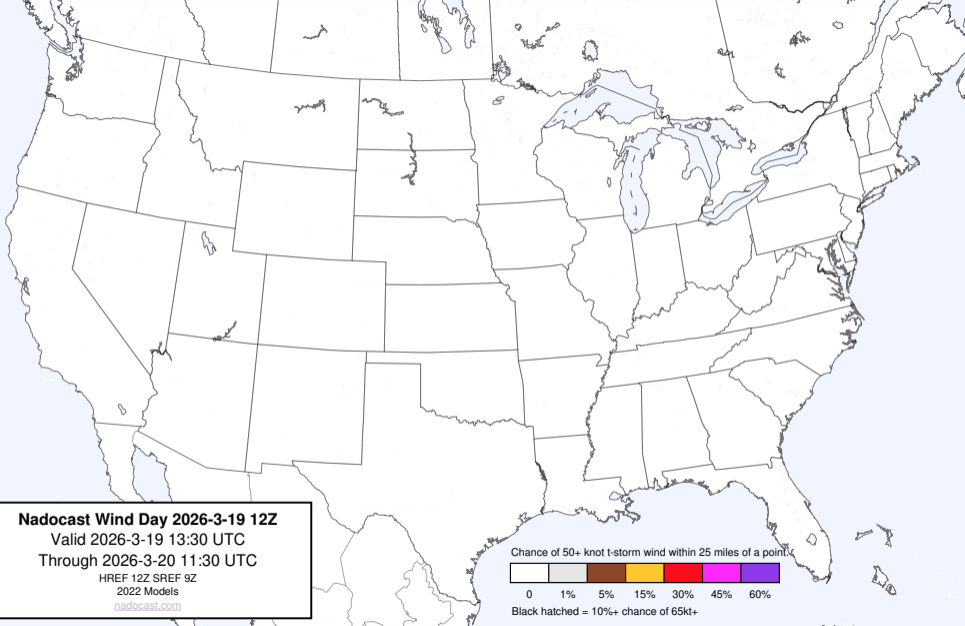 Nadocast Wind Day 2026-3-19 12Z
Valid 2026-3-19 13:30 UTC
Through 2026-3-20 11:30 UTC
HREF 12Z SREF 9Z
2022 Models
nadocast.com
Chance of 50+ knot t-storm wind within 25 miles of a point.
0 1% 5% 15% 30% 45% 60%
Black hatched = 10%+ chance of 65kt+